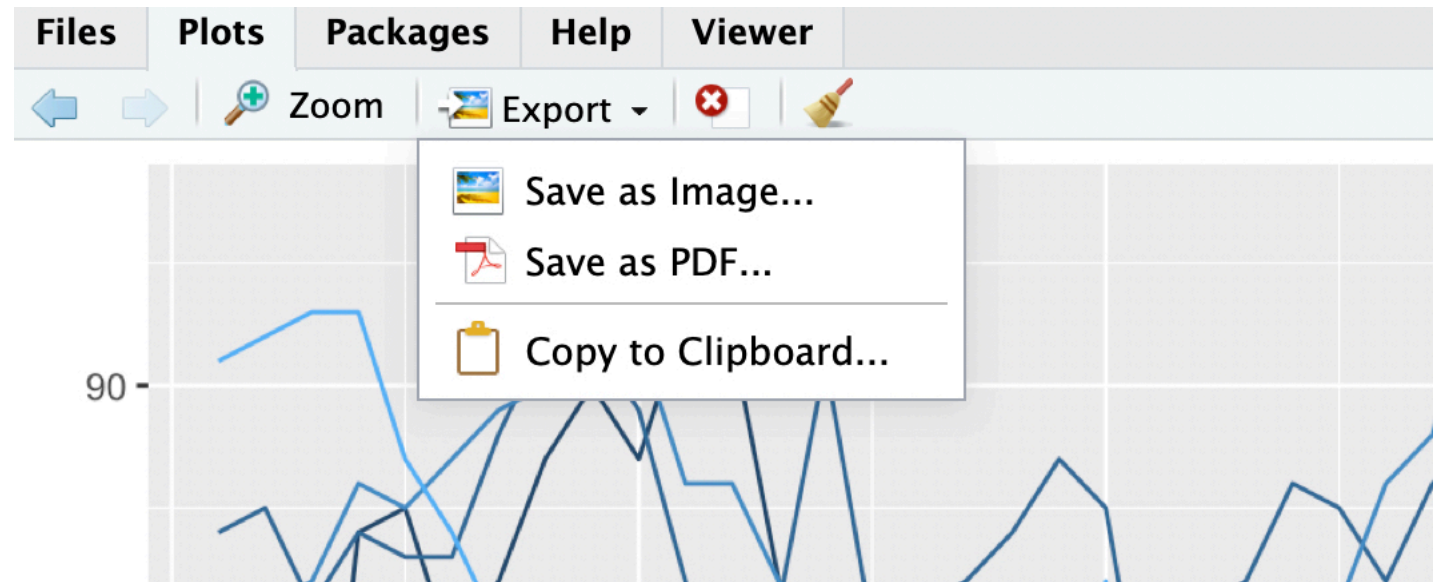 Files Plots Packages Help Viewer
Zoom Export
Save as Image...
Save as PDF...
Copy to Clipboard...
90